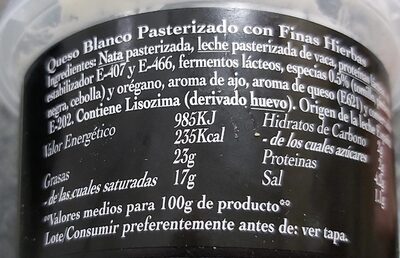 Queso Blanco Pasterizado con Finas Hierbas
Ingredientes: Nata pasterizada, leche pasterizada de vaca, proteínas
estabilizador E-407 y E-466, fermentos lácteos, especias 0.5%
negra, cebolla) y orégano, aroma de ajo, aroma de queso (E621) y
E-202. Contiene Lisozima (derivado huevo). Origen de la leche
Valor Energético 985KJ Hidratos de Carbono
235Kcal - de los cuales azúcares
Grasas 23g Proteinas
- de las cuales saturadas 17g Sal
°°Valores medios para 100g de producto°°
Lote/Consumir preferentemente antes de: ver tapa.